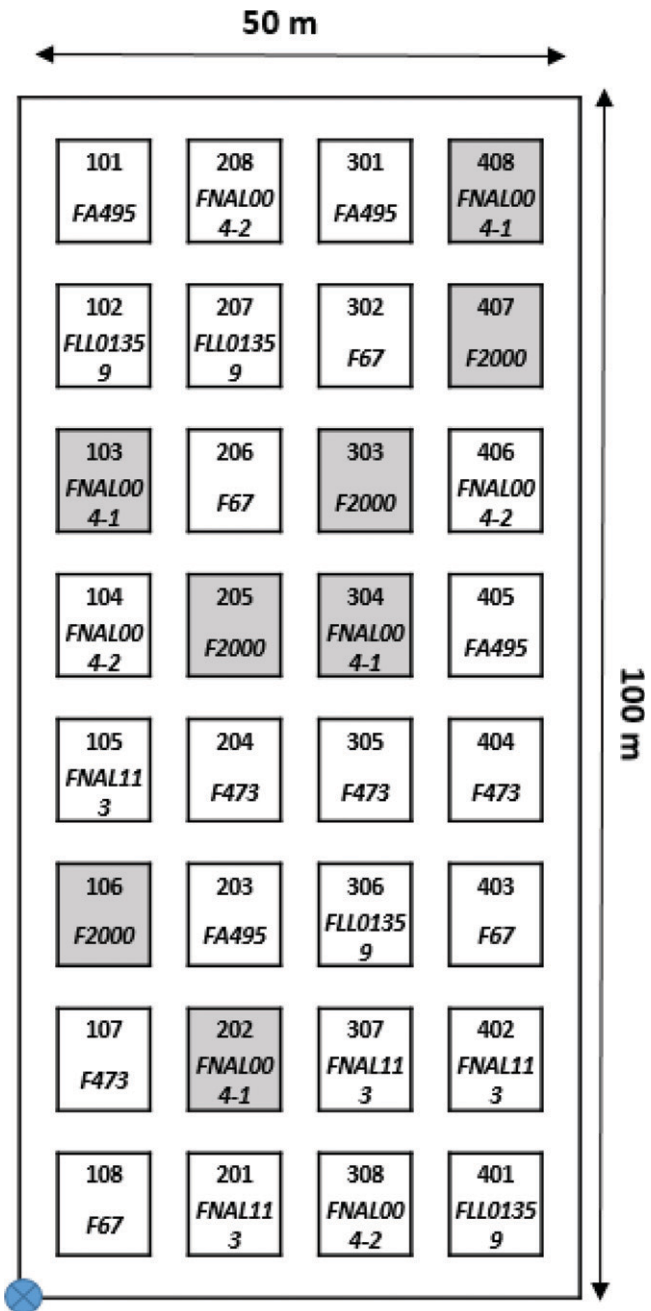 50 m
101
FA495
208
FNAL00
4-2
301
FA495
408
FNAL00
4-1
102
FLL0135
9
207
FLL0135
9
302
F67
407
F2000
103
FNAL00
4-1
206
F67
303
F2000
406
FNAL00
4-2
104
FNAL00
4-2
205
F2000
304
FNAL00
4-1
405
FA495
105
FNAL11
3
204
F473
305
F473
404
F473
100 m
106
F2000
203
FA495
306
FLL0135
9
403
F67
107
F473
202
FNAL00
4-1
307
FNAL11
3
402
FNAL11
3
108
F67
201
FNAL11
3
308
FNAL00
4-2
401
FLL0135
9